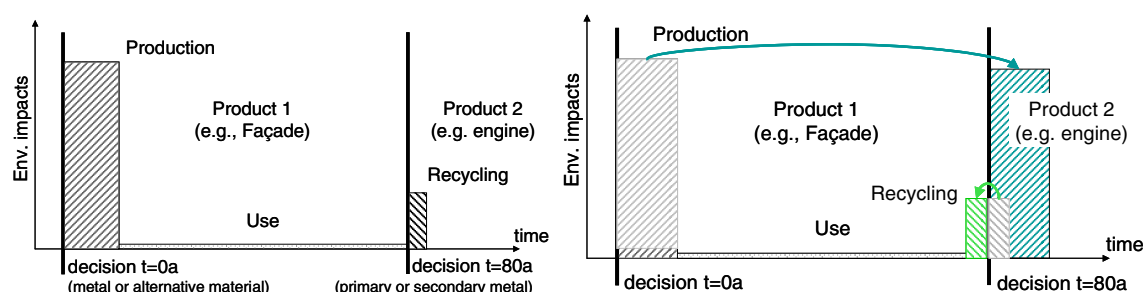 Production
Env. impacts
Product 1
(e.g., Façade)
Product 2
(e.g. engine)
Recycling
Use
time
decision t=0a
(metal or alternative material)
decision t=80a
(primary or secondary metal)
Production
Env. impacts
Product 1
(e.g., Façade)
Product 2
(e.g. engine)
Recycling
Use
time
decision t=0a
decision t=80a